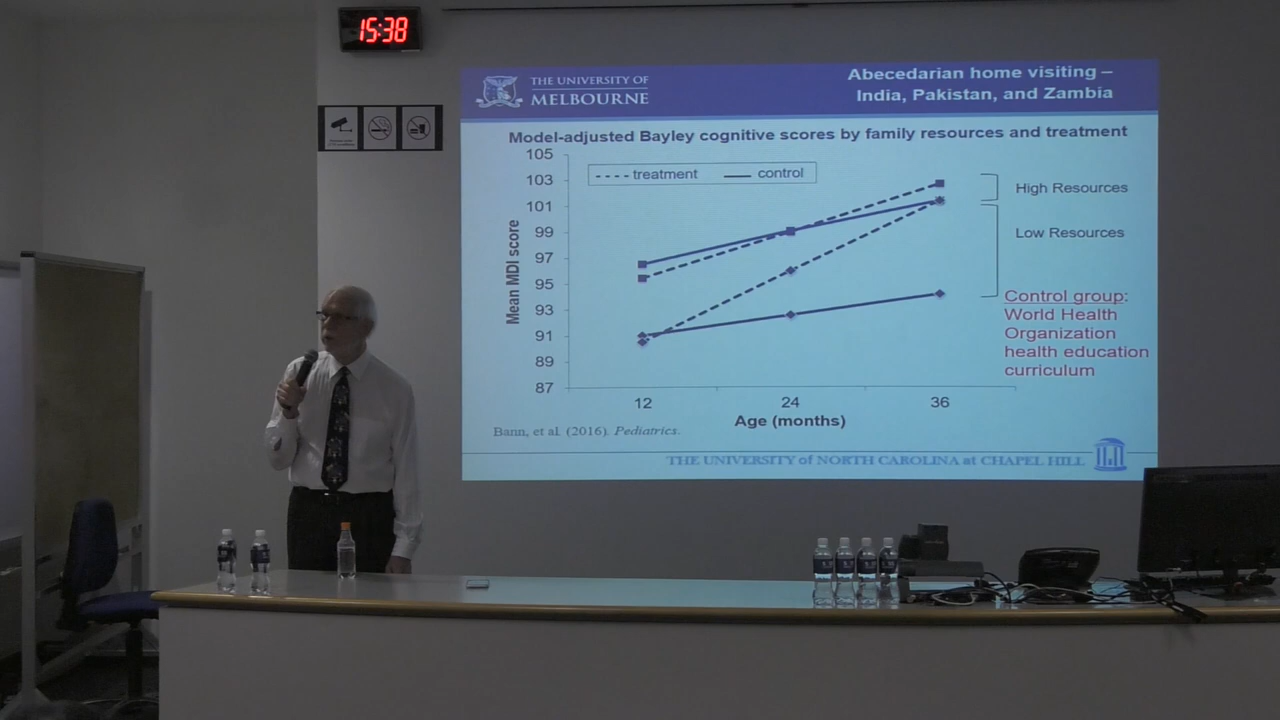 15:38
THE UNIVERSITY OF
MELBOURNE
Abecedarian home visiting –
India, Pakistan, and Zambia
Model-adjusted Bayley cognitive scores by family resources and treatment
105
103
101
99
97
95
93
91
89
87
Mean MDI score
treatment
control
High Resources
Low Resources
Control group:
World Health
Organization
health education
curriculum
12
24
36
Age (months)
Bann, et al. (2016). Pediatrics.
THE UNIVERSITY of NORTH CAROLINA at CHAPEL HILL